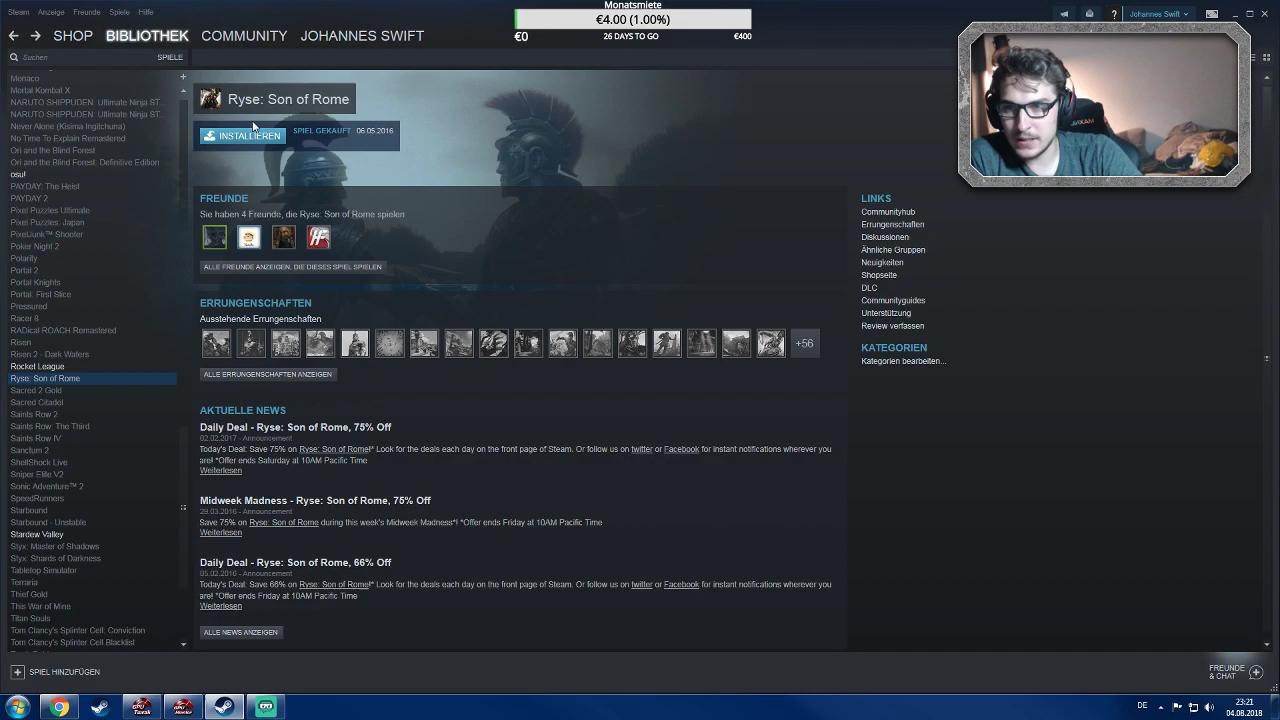 Steam Anzeige Freunde Spiele Hilfe
Monatsmiete
€4.00 (1.00%)
€0 26 DAYS TO GO €400
Johannes Swift
SHOP BIBLIOTHEK COMMUNITY JOHANNES SWIFT
Suchen SPIELE
Monaco
Mortal Kombat X
NARUTO SHIPPUDEN: Ultimate Ninja ST...
NARUTO SHIPPUDEN: Ultimate Ninja ST...
Never Alone (Kisima Ingitchuna)
No Time To Explain Remastered
Ori and the Blind Forest
Ori and the Blind Forest: Definitive Edition
osu!
PAYDAY: The Heist
PAYDAY 2
Pixel Puzzles Ultimate
Pixel Puzzles: Japan
PixelJunk™ Shooter
Poker Night 2
Polarity
Portal 2
Portal Knights
Portal: First Slice
Pressured
Racer 8
RADical ROACH Remastered
Risen
Risen 2 - Dark Waters
Rocket League
Ryse: Son of Rome
Sacred 2 Gold
Sacred Citadel
Saints Row 2
Saints Row: The Third
Saints Row IV
Sanctum 2
ShellShock Live
Sniper Elite V2
Sonic Adventure™ 2
SpeedRunners
Starbound
Starbound - Unstable
Stardew Valley
Styx: Master of Shadows
Styx: Shards of Darkness
Tabletop Simulator
Terraria
Thief Gold
This War of Mine
Titan Souls
Tom Clancy's Splinter Cell: Conviction
Tom Clancy's Splinter Cell Blacklist
Ryse: Son of Rome
INSTALLIEREN SPIEL GEKAUFT 06.05.2016
FREUNDE
Sie haben 4 Freunde, die Ryse: Son of Rome spielen
ALLE FREUNDE ANZEIGEN, DIE DIESES SPIEL SPIELEN
ERRUNGENSCHAFTEN
Ausstehende Errungenschaften
+56
ALLE ERRUNGENSCHAFTEN ANZEIGEN
AKTUELLE NEWS
Daily Deal - Ryse: Son of Rome, 75% Off
02.02.2017 - Announcement
Today's Deal: Save 75% on Ryse: Son of Rome!* Look for the deals each day on the front page of Steam. Or follow us on twitter or Facebook for instant notifications wherever you
are! *Offer ends Saturday at 10AM Pacific Time
Weiterlesen
Midweek Madness - Ryse: Son of Rome, 75% Off
29.03.2016 - Announcement
Save 75% on Ryse: Son of Rome during this week's Midweek Madness*! *Offer ends Friday at 10AM Pacific Time
Weiterlesen
Daily Deal - Ryse: Son of Rome, 66% Off
05.02.2016 - Announcement
Today's Deal: Save 66% on Ryse: Son of Rome!* Look for the deals each day on the front page of Steam. Or follow us on twitter or Facebook for instant notifications wherever you
are! *Offer ends Friday at 10AM Pacific Time
Weiterlesen
ALLE NEWS ANZEIGEN
LINKS
Communityhub
Errungenschaften
Diskussionen
Ähnliche Gruppen
Neuigkeiten
Shopseite
DLC
Communityguides
Unterstützung
Review verfassen
KATEGORIEN
Kategorien bearbeiten...
SPIEL HINZUFÜGEN
FREUNDE
& CHAT
GPU Tweak
GPU Monitor
DE
23:21
04.08.2018